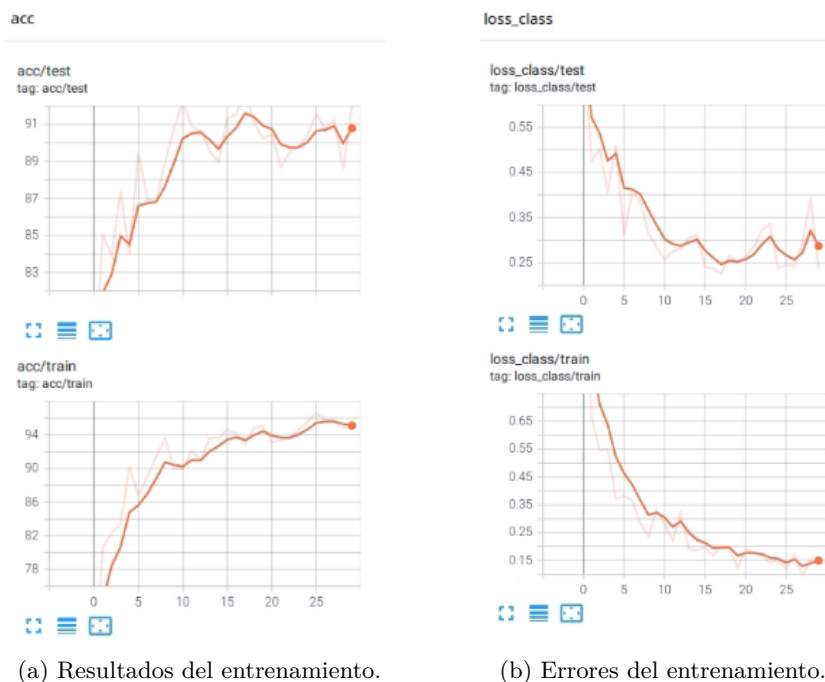 acc
acc/test
tag: acc/test
91
89
87
85
83
acc/train
tag: acc/train
94
90
86
82
78
0 5 10 15 20 25
(a) Resultados del entrenamiento.
loss_class
loss_class/test
tag: loss_class/test
0.55
0.45
0.35
0.25
0 5 10 15 20 25
loss_class/train
tag: loss_class/train
0.65
0.55
0.45
0.35
0.25
0.15
0 5 10 15 20 25
(b) Errores del entrenamiento.